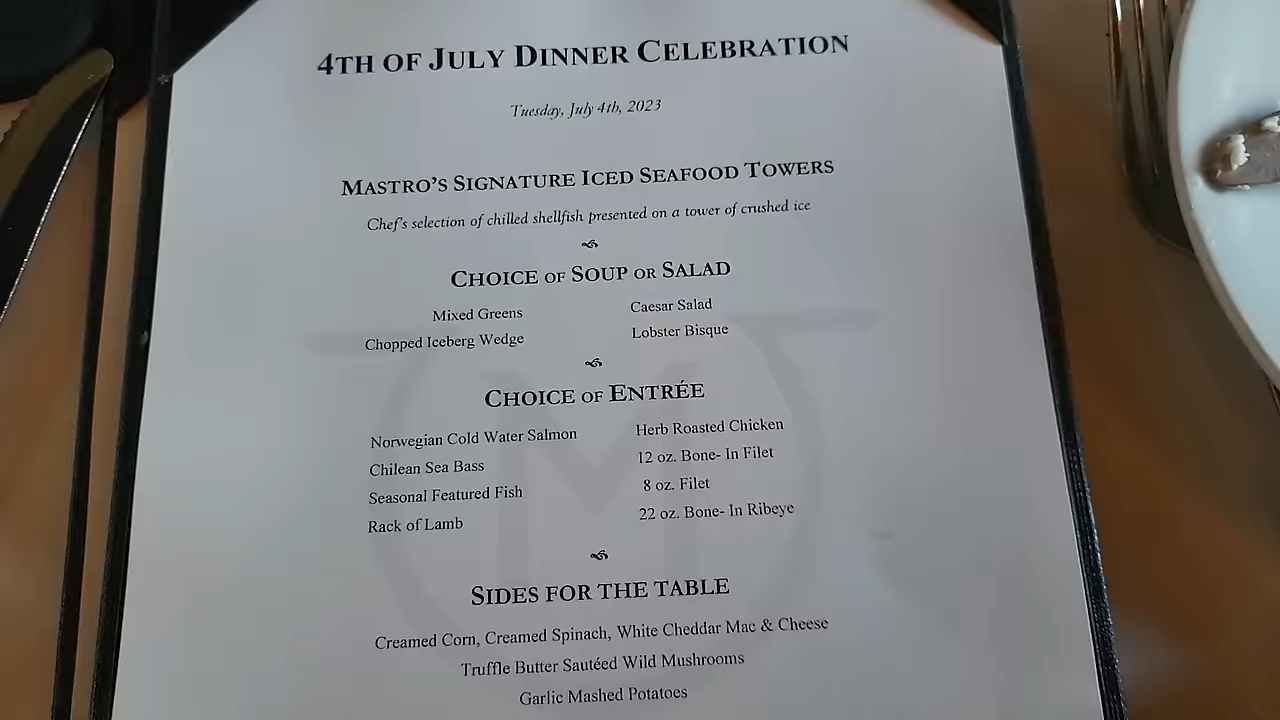 4TH OF JULY DINNER CELEBRATION
Tuesday, July 4th, 2023
MASTRO'S SIGNATURE ICED SEAFOOD TOWERS
Chef's selection of chilled shellfish presented on a tower of crushed ice
CHOICE OF SOUP OR SALAD
Mixed Greens Caesar Salad
Chopped Iceberg Wedge Lobster Bisque
CHOICE OF ENTRÉE
Norwegian Cold Water Salmon Herb Roasted Chicken
Chilean Sea Bass 12 oz. Bone- In Filet
Seasonal Featured Fish 8 oz. Filet
Rack of Lamb 22 oz. Bone- In Ribeye
SIDES FOR THE TABLE
Creamed Corn, Creamed Spinach, White Cheddar Mac & Cheese
Truffle Butter Sautéed Wild Mushrooms
Garlic Mashed Potatoes